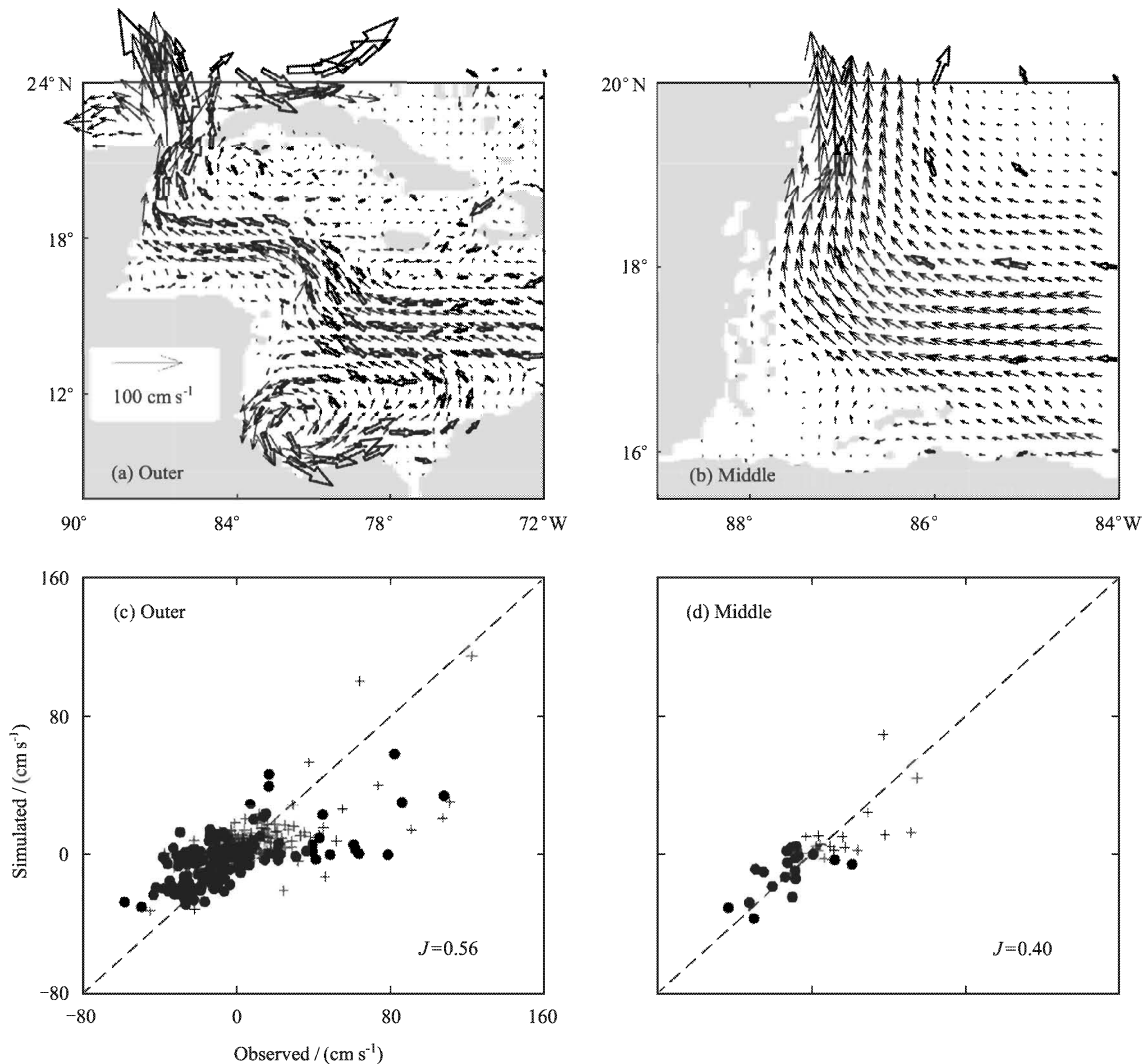 24°N
18°
12°
100 cm s⁻¹
(a) Outer
90°
84°
78°
72°W
20°N
18°
16°
(b) Middle
88°
86°
84°W
160
80
0
−80
(c) Outer
J=0.56
Simulated / (cm s⁻¹)
−80
0
80
160
Observed / (cm s⁻¹)
(d) Middle
J=0.40